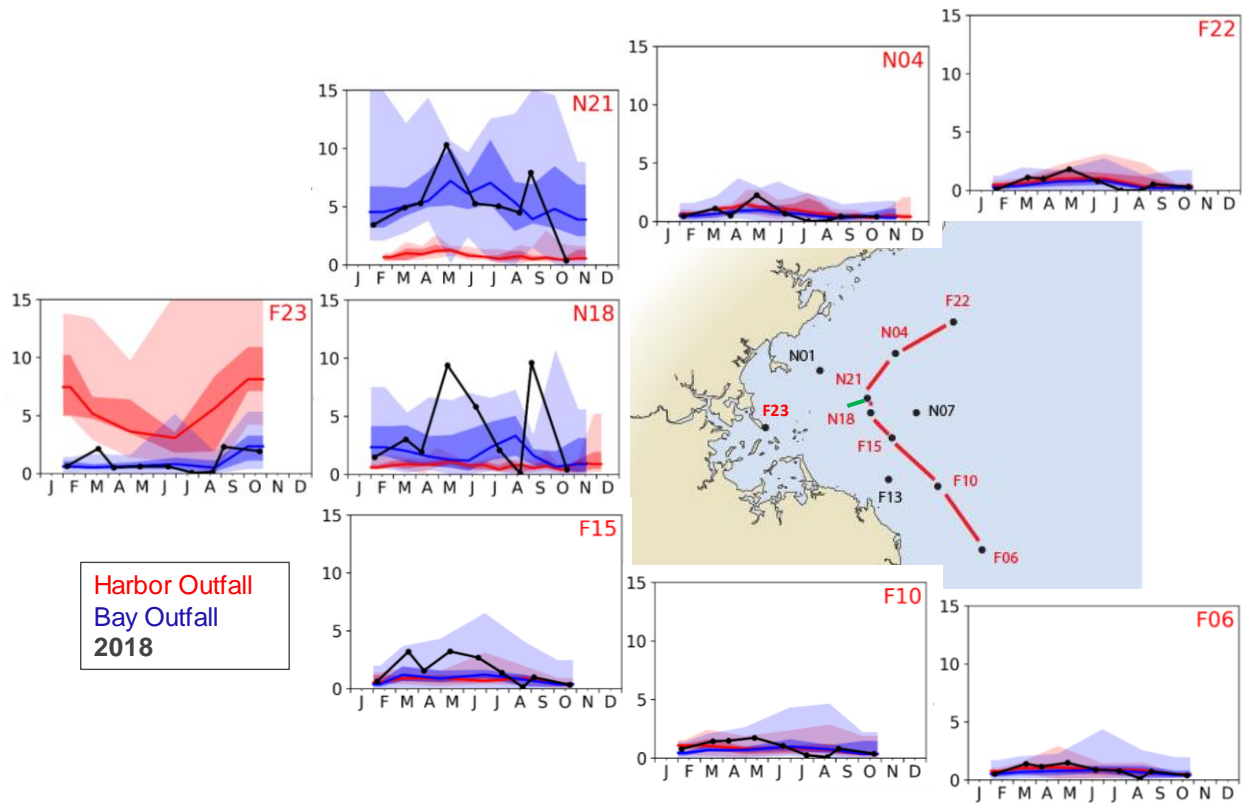 F22
15
10
5
0
J F M A M J J A S O N D
N04
15
10
5
0
J F M A M J J A S O N D
N21
15
10
5
0
J F M A M J J A S O N D
F23
15
10
5
0
J F M A M J J A S O N D
N18
15
10
5
0
J F M A M J J A S O N D
F22
N04
N01
N21
N07
N18
F23
F15
F10
F13
F06
F15
15
10
5
0
J F M A M J J A S O N D
Harbor Outfall
Bay Outfall
2018
F10
15
10
5
0
J F M A M J J A S O N D
F06
15
10
5
0
J F M A M J J A S O N D